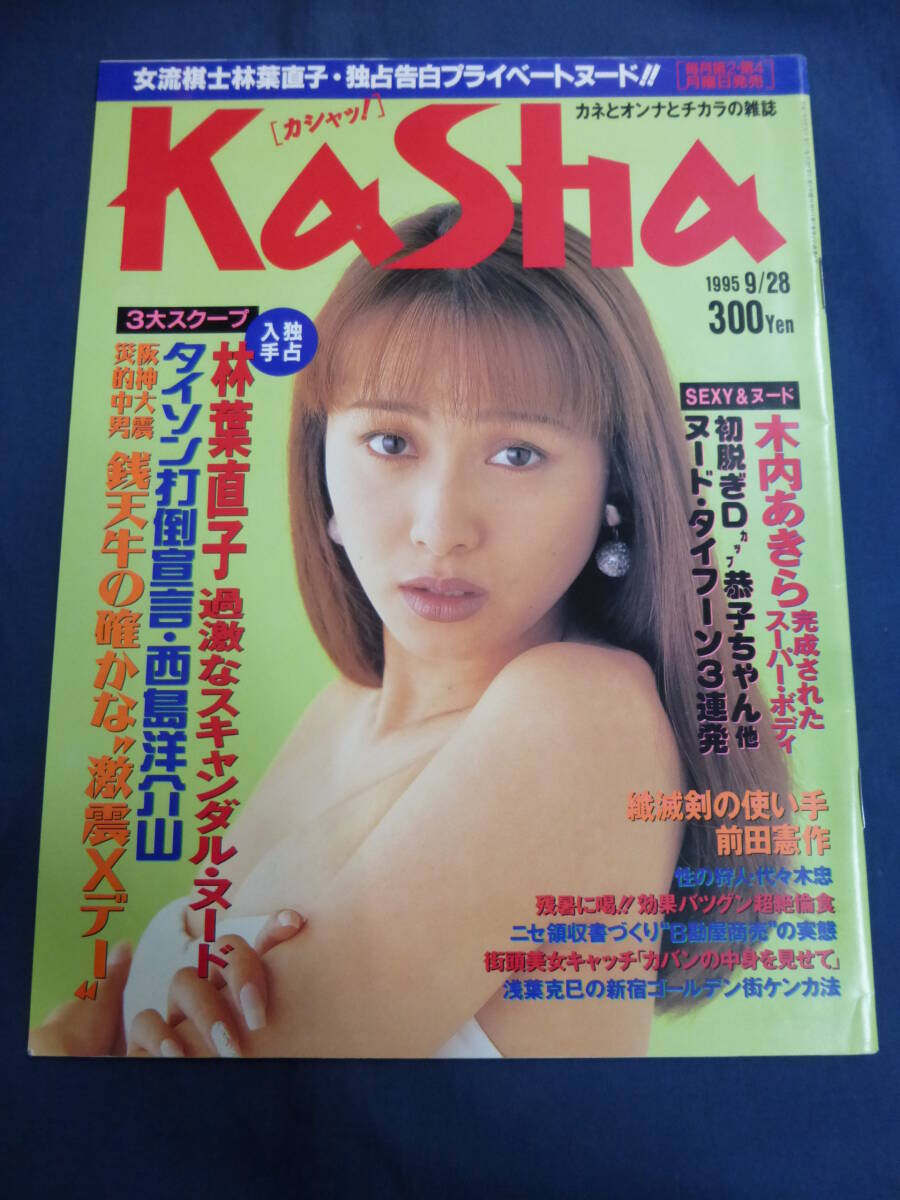 女流棋士林葉直子・独占告白プライベートヌード!!
毎月第2・第4
月曜日発売
[カシャッ!]
カネとオンナとチカラの雑誌
KaSha
1995 9/28
300Yen
3大スクープ
独占
入手
林葉直子 過激なスキャンダル・ヌード
タイソン打倒宣言・西島洋介山
阪神大震
災的中男
銭天牛の確かな〝激震Xデー〟
SEXY&ヌード
木内あきら 完成された
スーパー・ボディ
初脱ぎDカップ恭子ちゃん他
ヌード・タイフーン3連発
殲滅剣の使い手
前田憲作
性の狩人・代々木忠
残暑に喝!!効果バツグン超絶倫食
ニセ領収書づくり“B勘屋商売”の実態
街頭美女キャッチ「カバンの中身を見せて」
浅葉克巳の新宿ゴールデン街ケンカ法